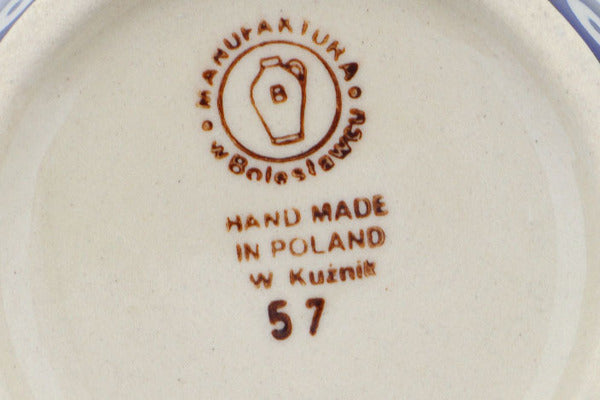 MANUFAKTURA
w Bolesławcu
B
HAND MADE
IN POLAND
W Kuźnik
57